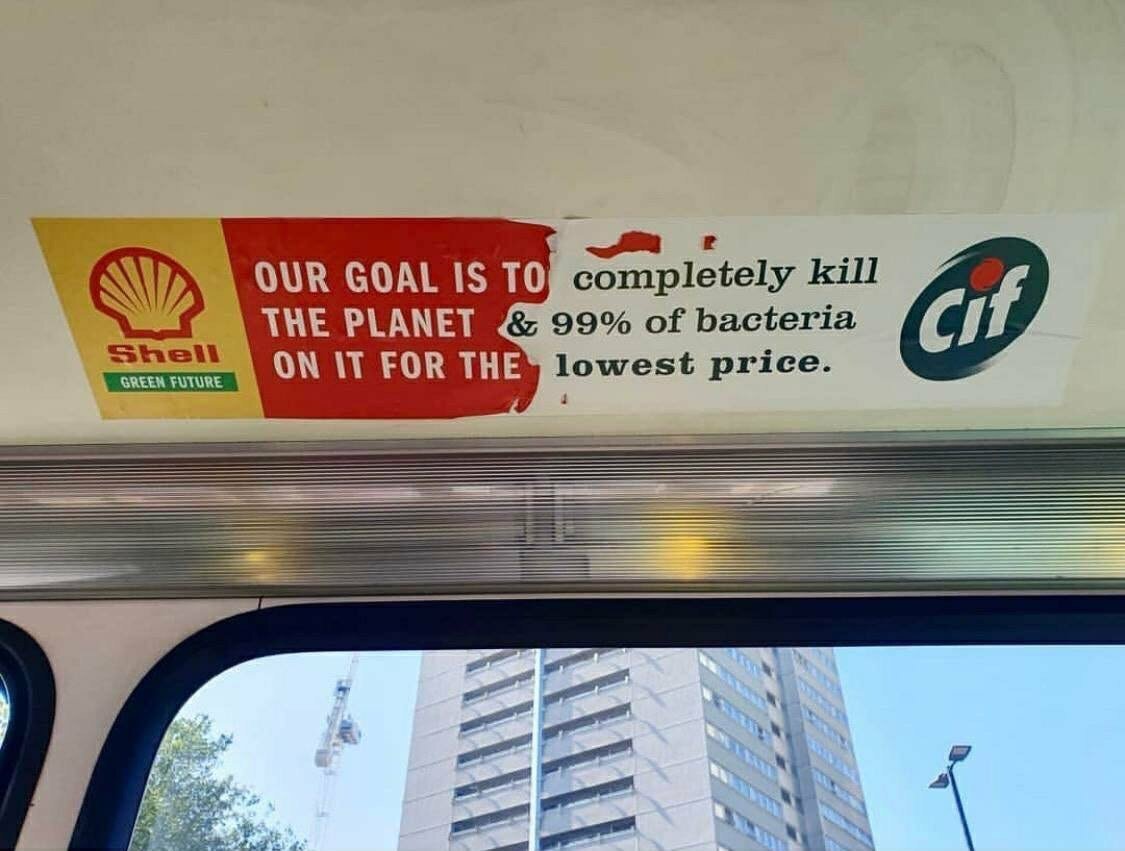 Shell
GREEN FUTURE
OUR GOAL IS TO completely kill
THE PLANET & 99% of bacteria
ON IT FOR THE lowest price.
Cif